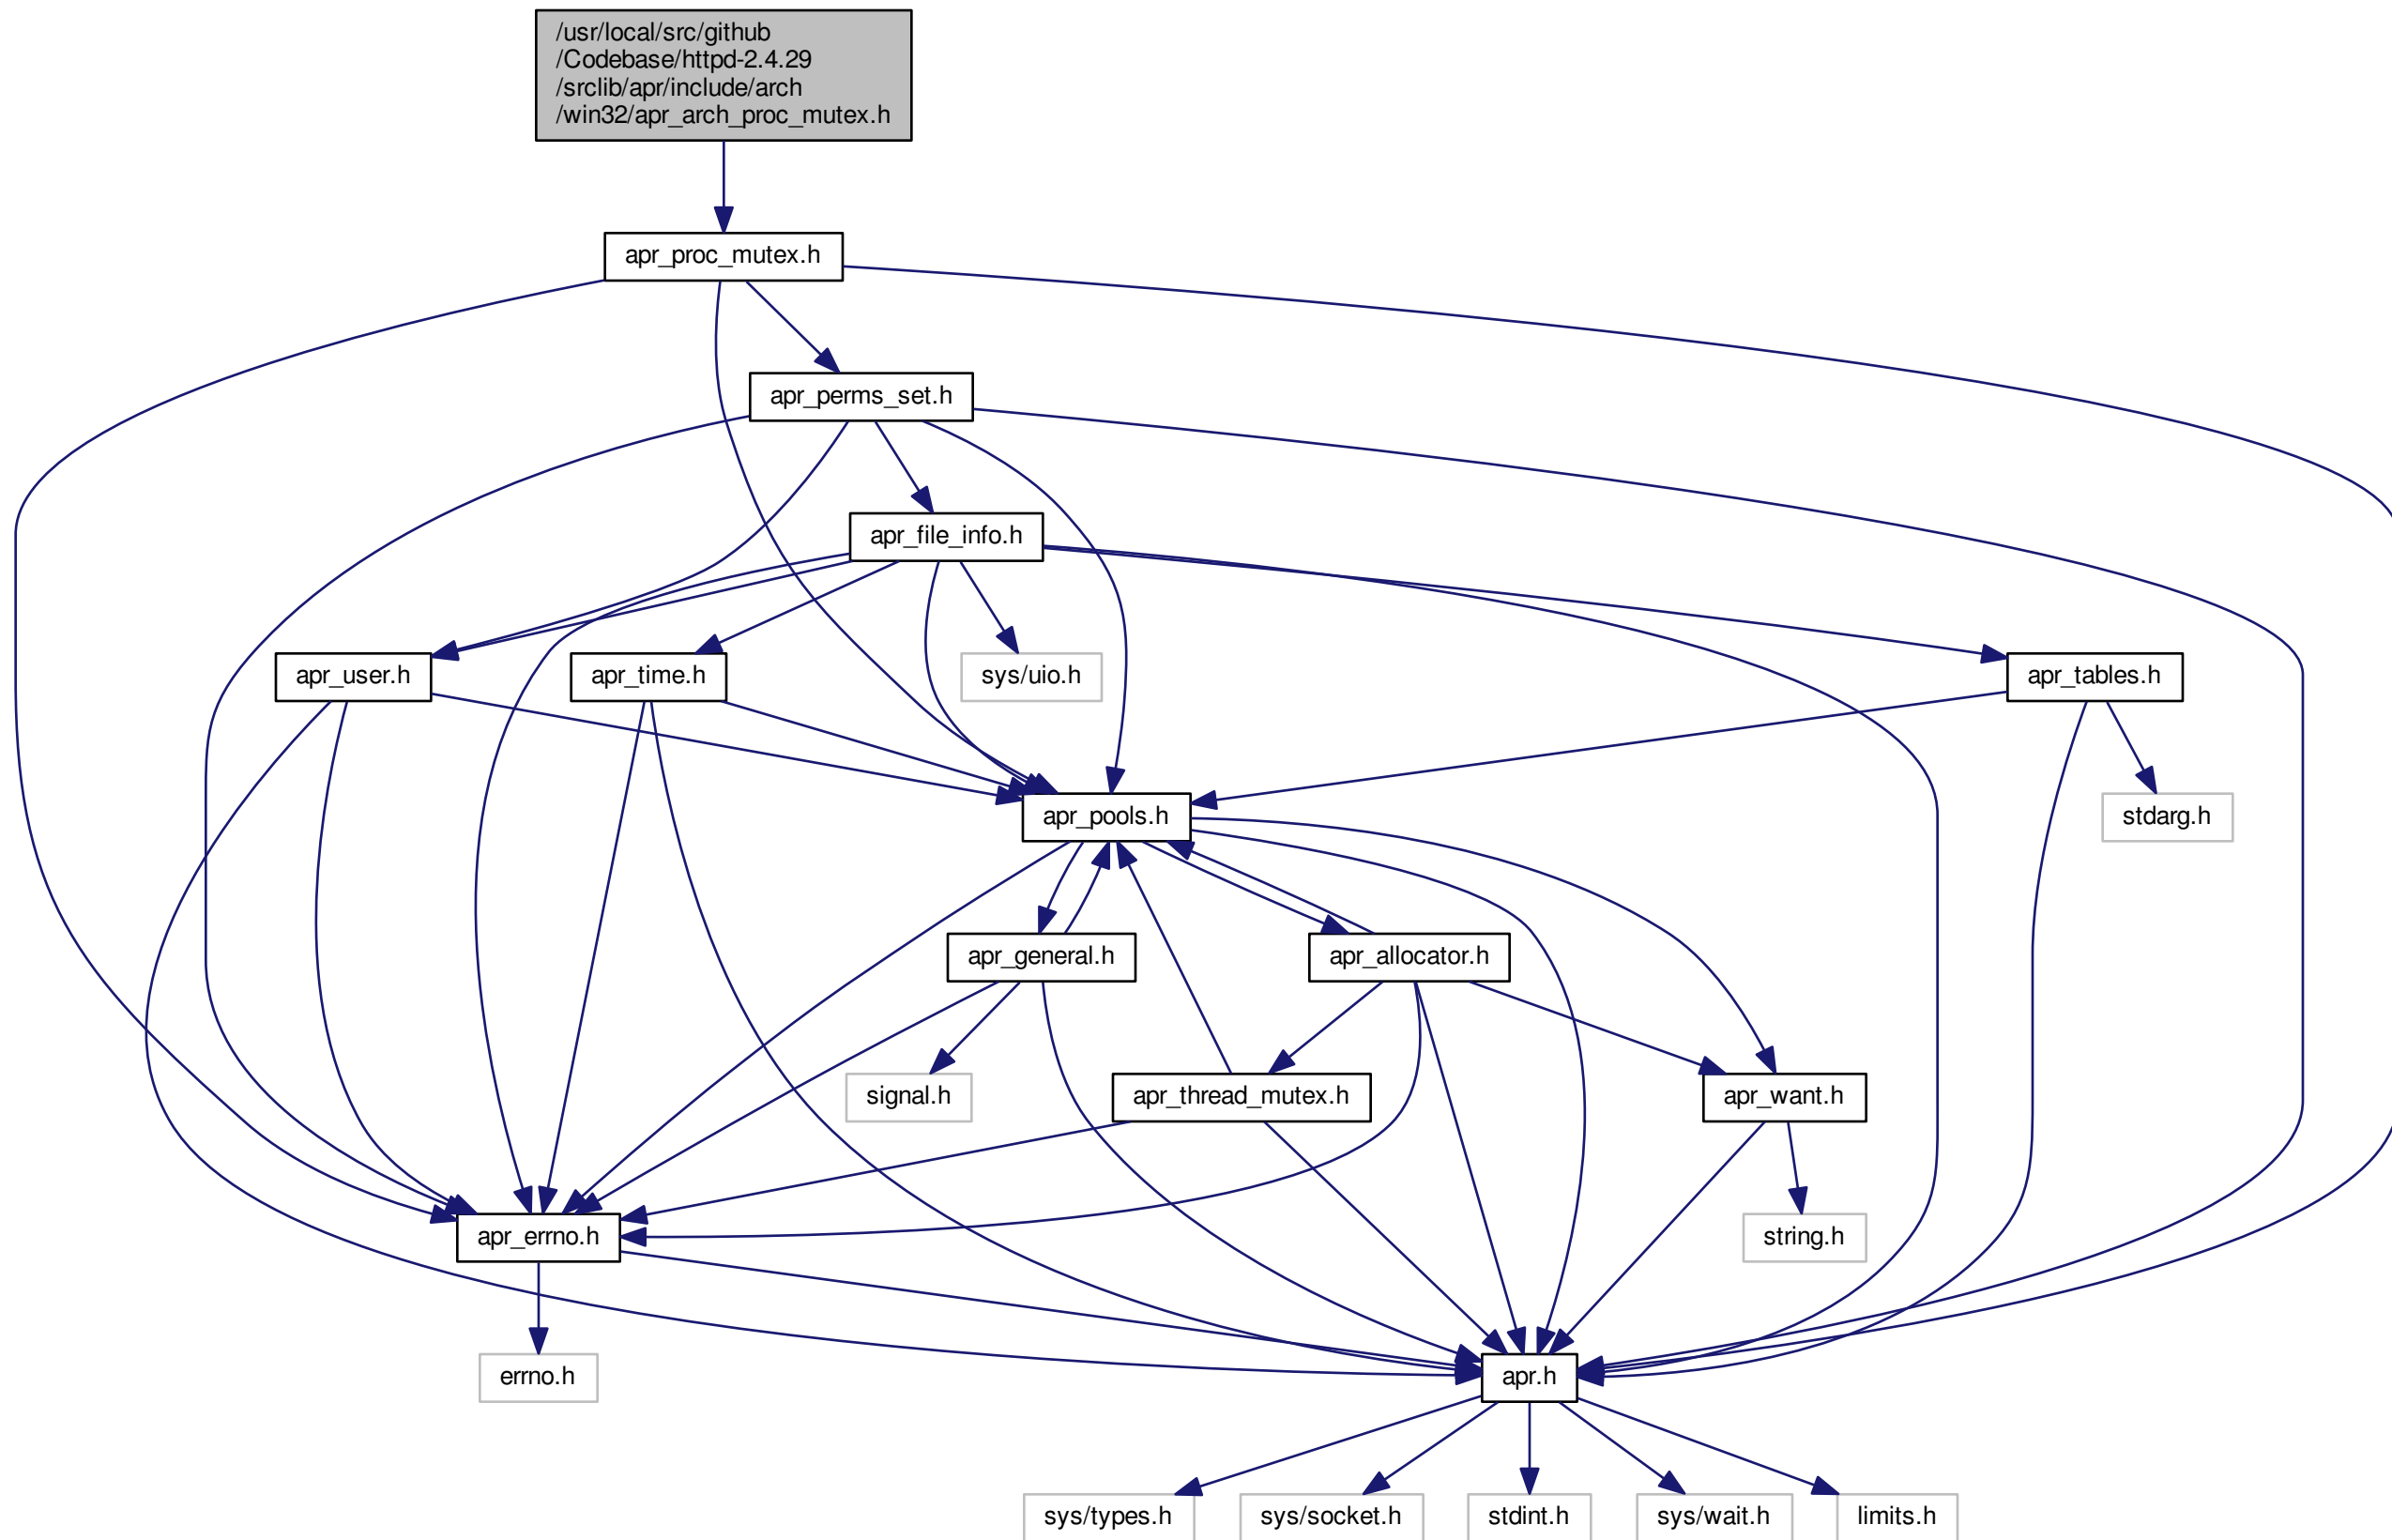 /usr/local/src/github
/Codebase/httpd-2.4.29
/srclib/apr/include/arch
/win32/apr_arch_proc_mutex.h
apr_proc_mutex.h
apr_perms_set.h
apr_file_info.h
apr_user.h
apr_time.h
sys/uio.h
apr_tables.h
apr_pools.h
stdarg.h
apr_general.h
apr_allocator.h
signal.h
apr_thread_mutex.h
apr_want.h
apr_errno.h
string.h
errno.h
apr.h
sys/types.h
sys/socket.h
stdint.h
sys/wait.h
limits.h